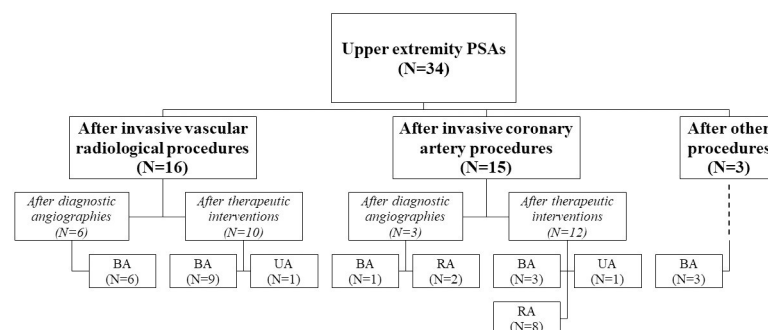 Upper extremity PSAs
(N=34)
After invasive vascular
radiological procedures
(N=16)
After invasive coronary
artery procedures
(N=15)
After other
procedures
(N=3)
After diagnostic
angiographies
(N=6)
After therapeutic
interventions
(N=10)
After diagnostic
angiographies
(N=3)
After therapeutic
interventions
(N=12)
BA
(N=6)
BA
(N=9)
UA
(N=1)
BA
(N=1)
RA
(N=2)
BA
(N=3)
UA
(N=1)
BA
(N=3)
RA
(N=8)